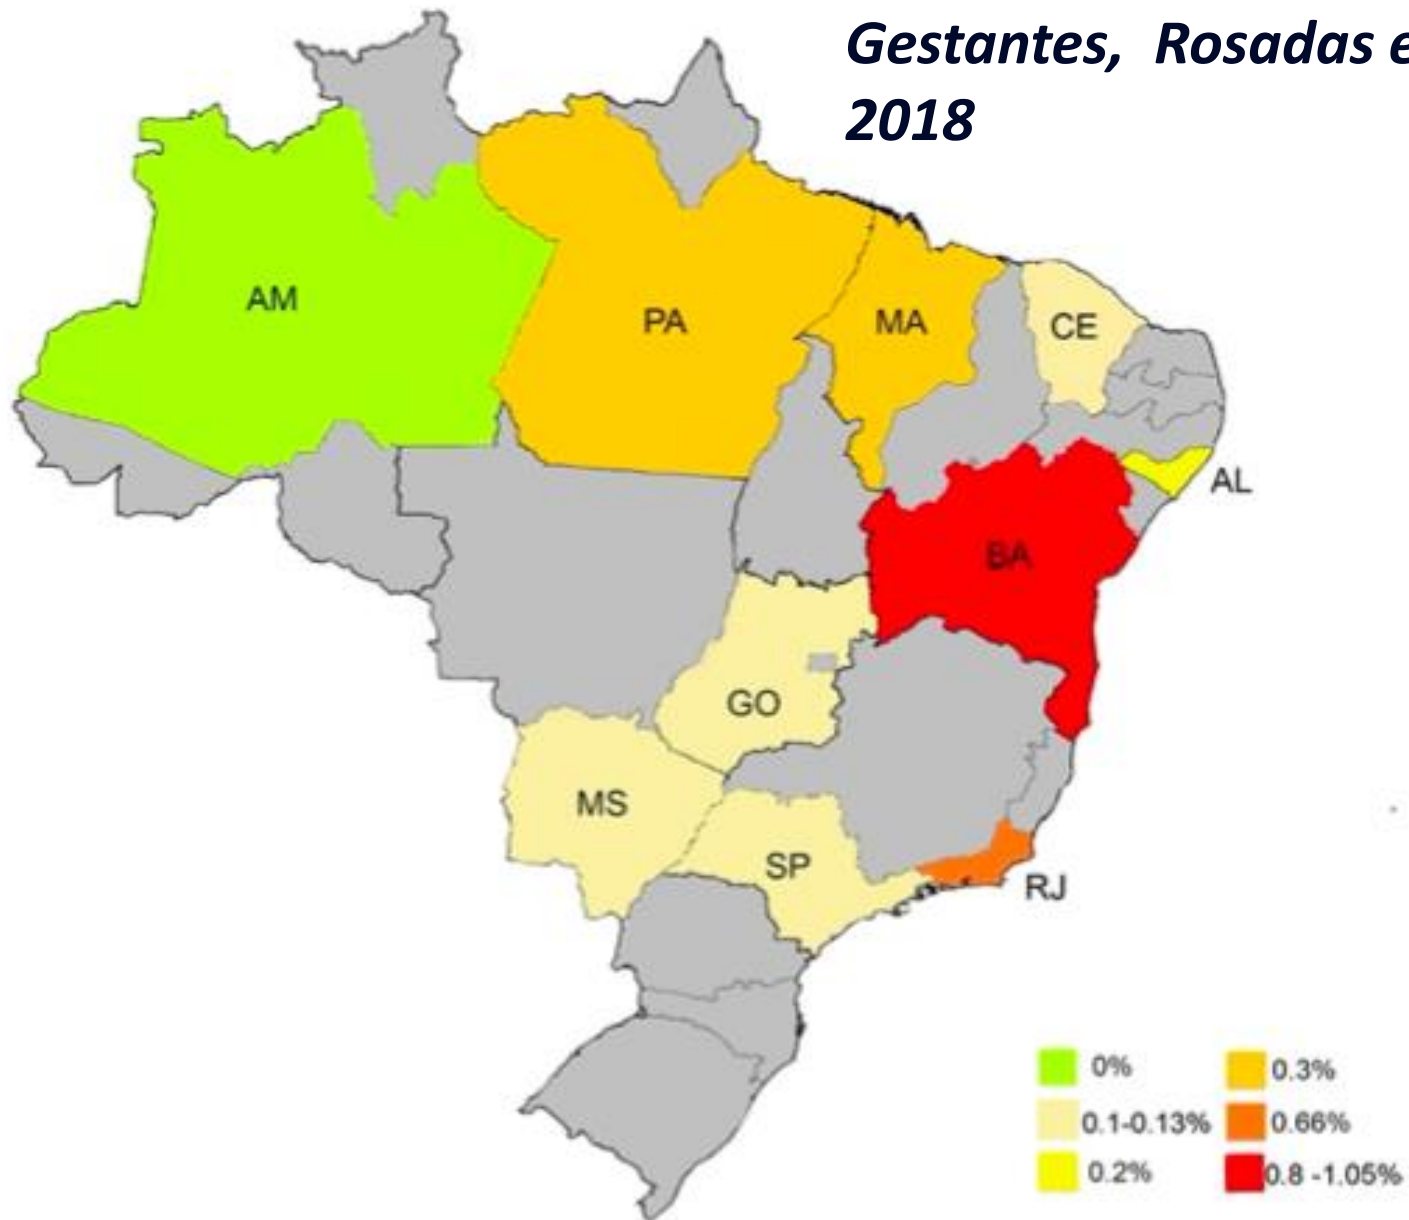 Gestantes, Rosadas e
2018
AM
PA
MA
CE
AL
BA
GO
MS
SP
RJ
0% 0.3%
0.1-0.13% 0.66%
0.2% 0.8 -1.05%